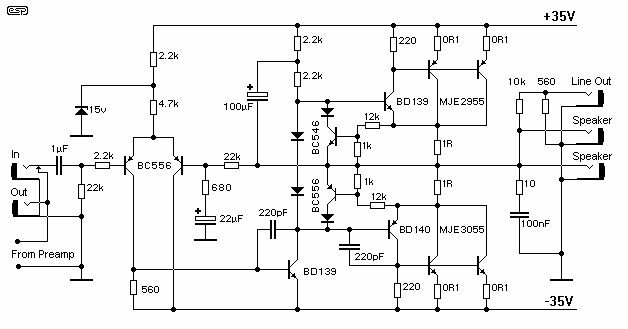 esp
+35V
2.2k
2.2k
220
0R1
0R1
2.2k
10k
560
Line Out
15v
4.7k
100µF
BD139
MJE2955
Speaker
BC546
12k
1µF
In
2.2k
BC556
22k
1k
1R
Speaker
Out
22k
680
BC556
1k
1R
10
12k
22µF
220pF
BD140
MJE3055
100nF
From Preamp
220pF
BD139
560
220
0R1
0R1
-35V